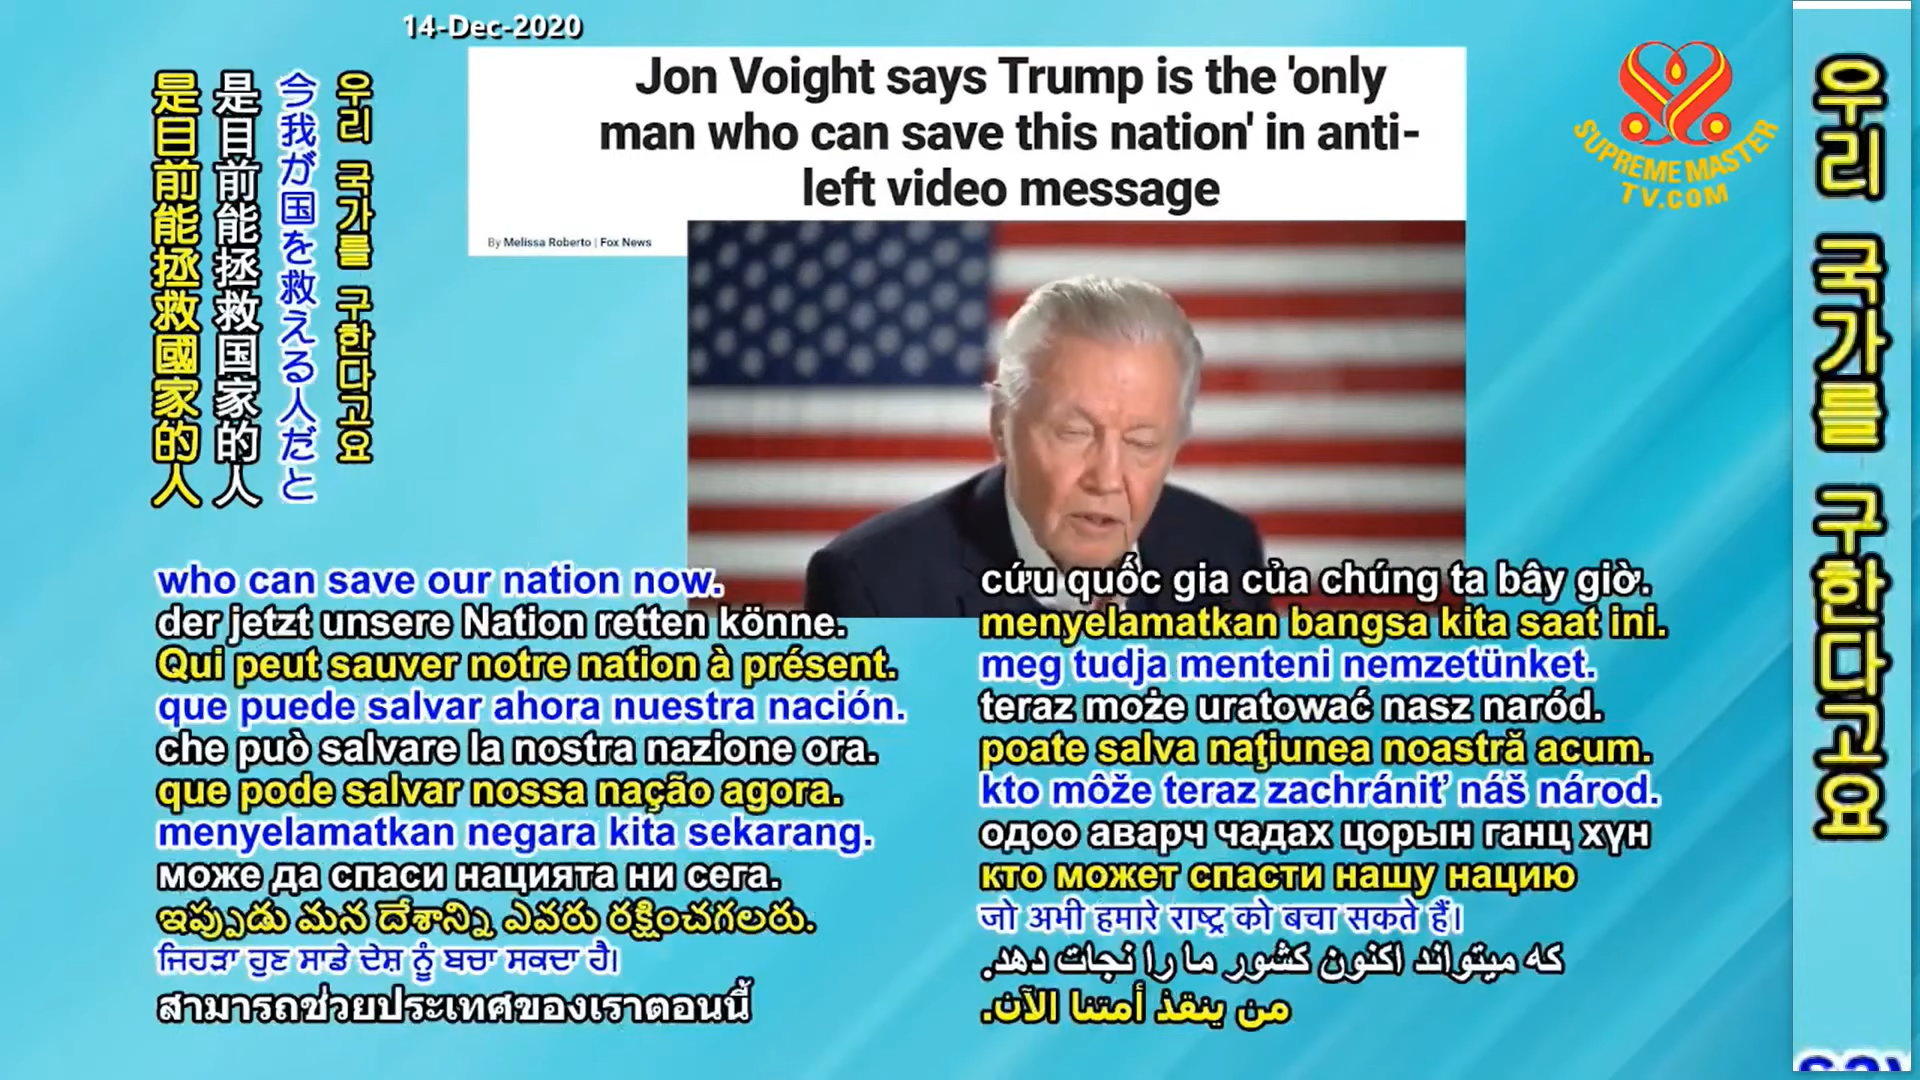 14-Dec-2020
Jon Voight says Trump is the 'only
man who can save this nation' in anti-
left video message
By Melissa Roberto | Fox News
SUPREME MASTER
TV.COM
우리 국가를 구한다고요
今我が国を救える人だと
是目前能拯救国家的人
是目前能拯救國家的人
who can save our nation now.
der jetzt unsere Nation retten könne.
Qui peut sauver notre nation à présent.
que puede salvar ahora nuestra nación.
che può salvare la nostra nazione ora.
que pode salvar nossa nação agora.
menyelamatkan negara kita sekarang.
може да спаси нацията ни сега.
ఇప్పుడు మన దేశాన్ని ఎవరు రక్షించగలరు.
ਜਿਹੜਾ ਹੁਣ ਸਾਡੇ ਦੇਸ਼ ਨੂੰ ਬਚਾ ਸਕਦਾ ਹੈ।
สามารถช่วยประเทศของเราตอนนี้
cứu quốc gia của chúng ta bây giờ.
menyelamatkan bangsa kita saat ini.
meg tudja menteni nemzetünket.
teraz może uratować nasz naród.
poate salva naţiunea noastră acum.
kto môže teraz zachrániť náš národ.
одоо аварч чадах цорын ганц хүн
кто может спасти нашу нацию
जो अभी हमारे राष्ट्र को बचा सकते हैं।
که میتواند اکنون کشور ما را نجات دهد.
من ينقذ أمتنا الآن.
우리 국가를 구한다고요